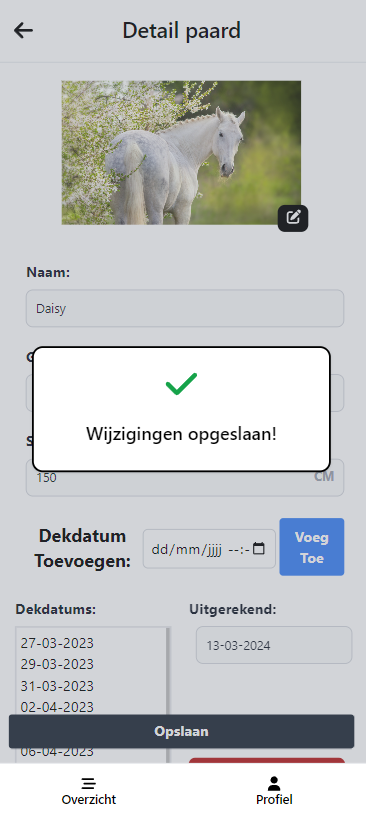 Detail paard
Naam:
Daisy
G
Wijzigingen opgeslaan!
S
150
CM
Dekdatum
Toevoegen:
dd/mm/jjjj --:-
Voeg
Toe
Dekdatums:
Uitgerekend:
27-03-2023
29-03-2023
31-03-2023
02-04-2023
13-03-2024
Opslaan
06-04-2023
Overzicht
Profiel